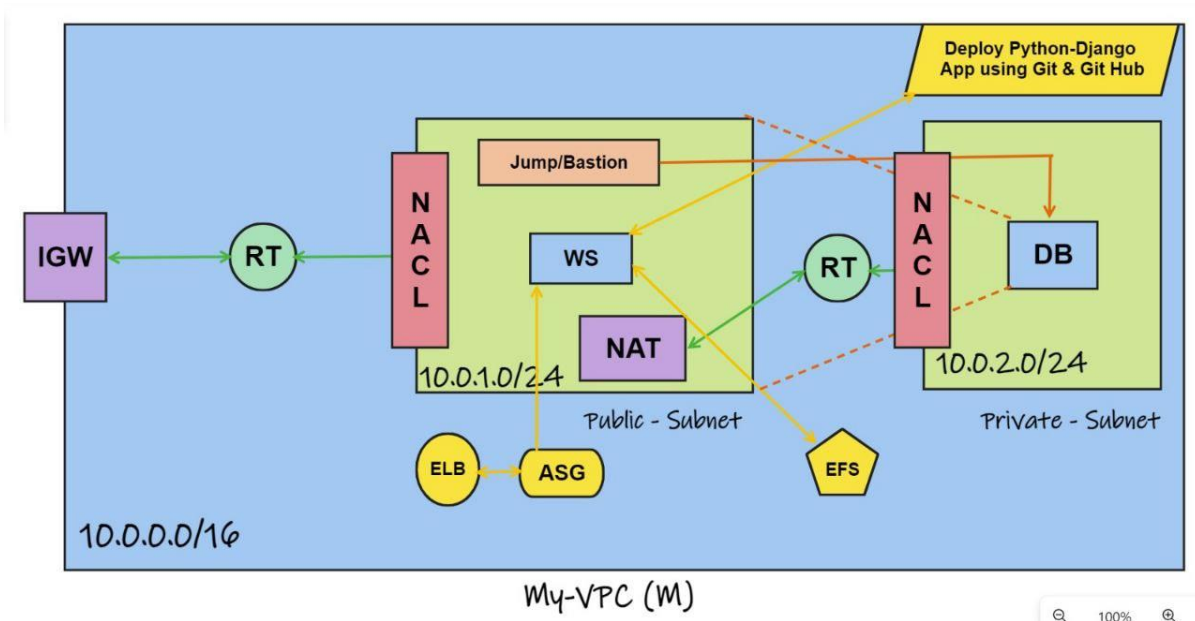 Deploy Python-Django
App using Git & Git Hub
Jump/Bastion
N
A
C
L
N
A
C
L
IGW
RT
WS
RT
DB
NAT
10.0.1.0/24
10.0.2.0/24
Public - Subnet
Private - Subnet
ELB
ASG
EFS
10.0.0.0/16
My-VPC (M)
100%